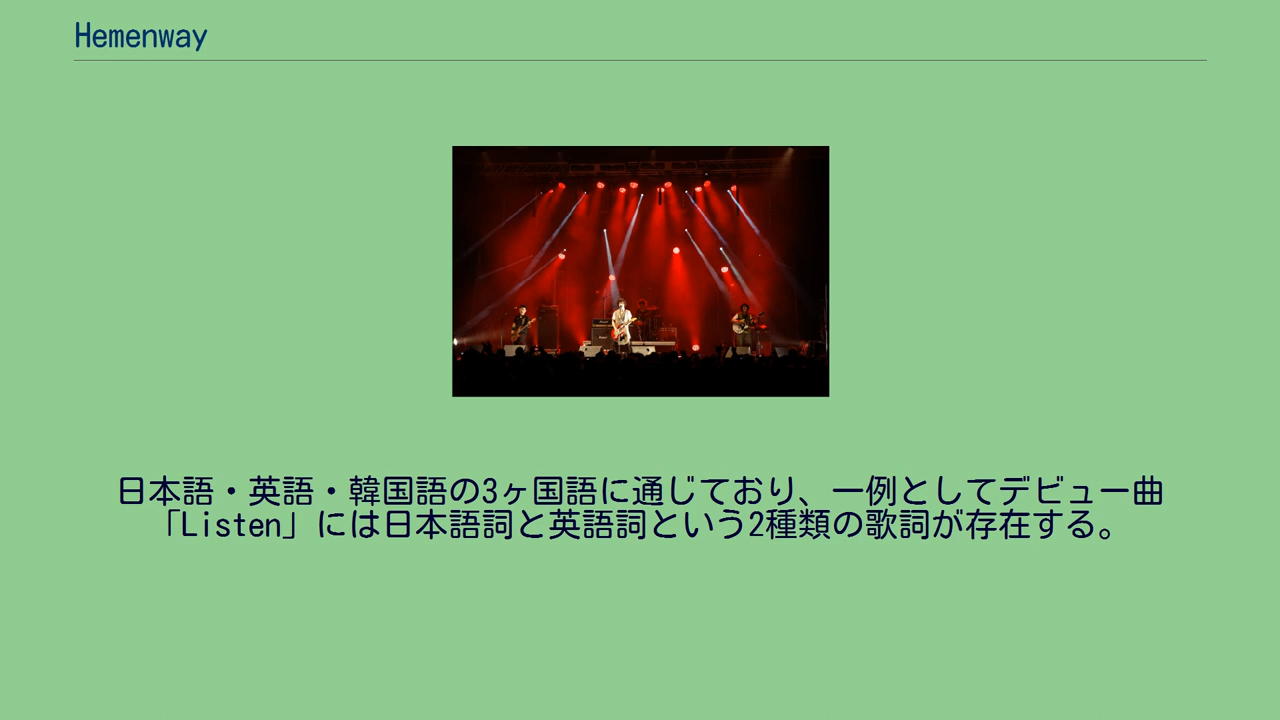 Hemenway
日本語・英語・韓国語の3ヶ国語に通じており、一例としてデビュー曲
「Listen」には日本語詞と英語詞という2種類の歌詞が存在する。